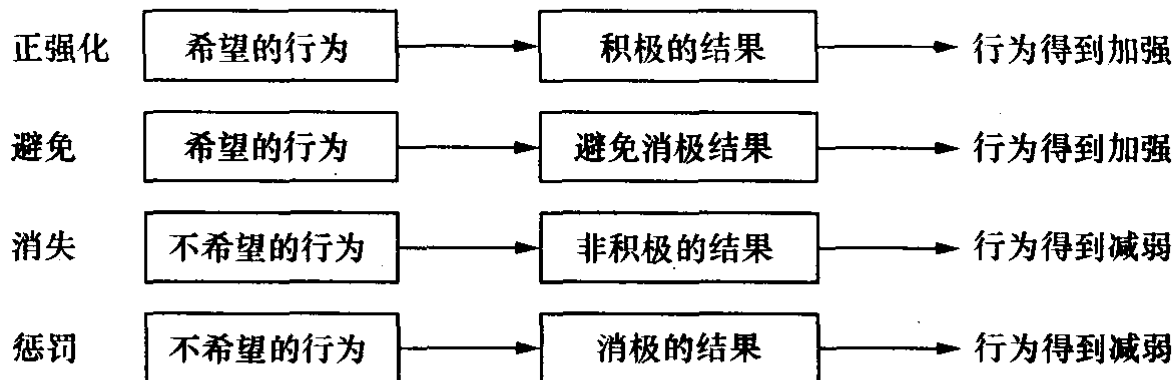 正强化 希望的行为 积极的结果 行为得到加强
避免 希望的行为 避免消极结果 行为得到加强
消失 不希望的行为 非积极的结果 行为得到减弱
惩罚 不希望的行为 消极的结果 行为得到减弱